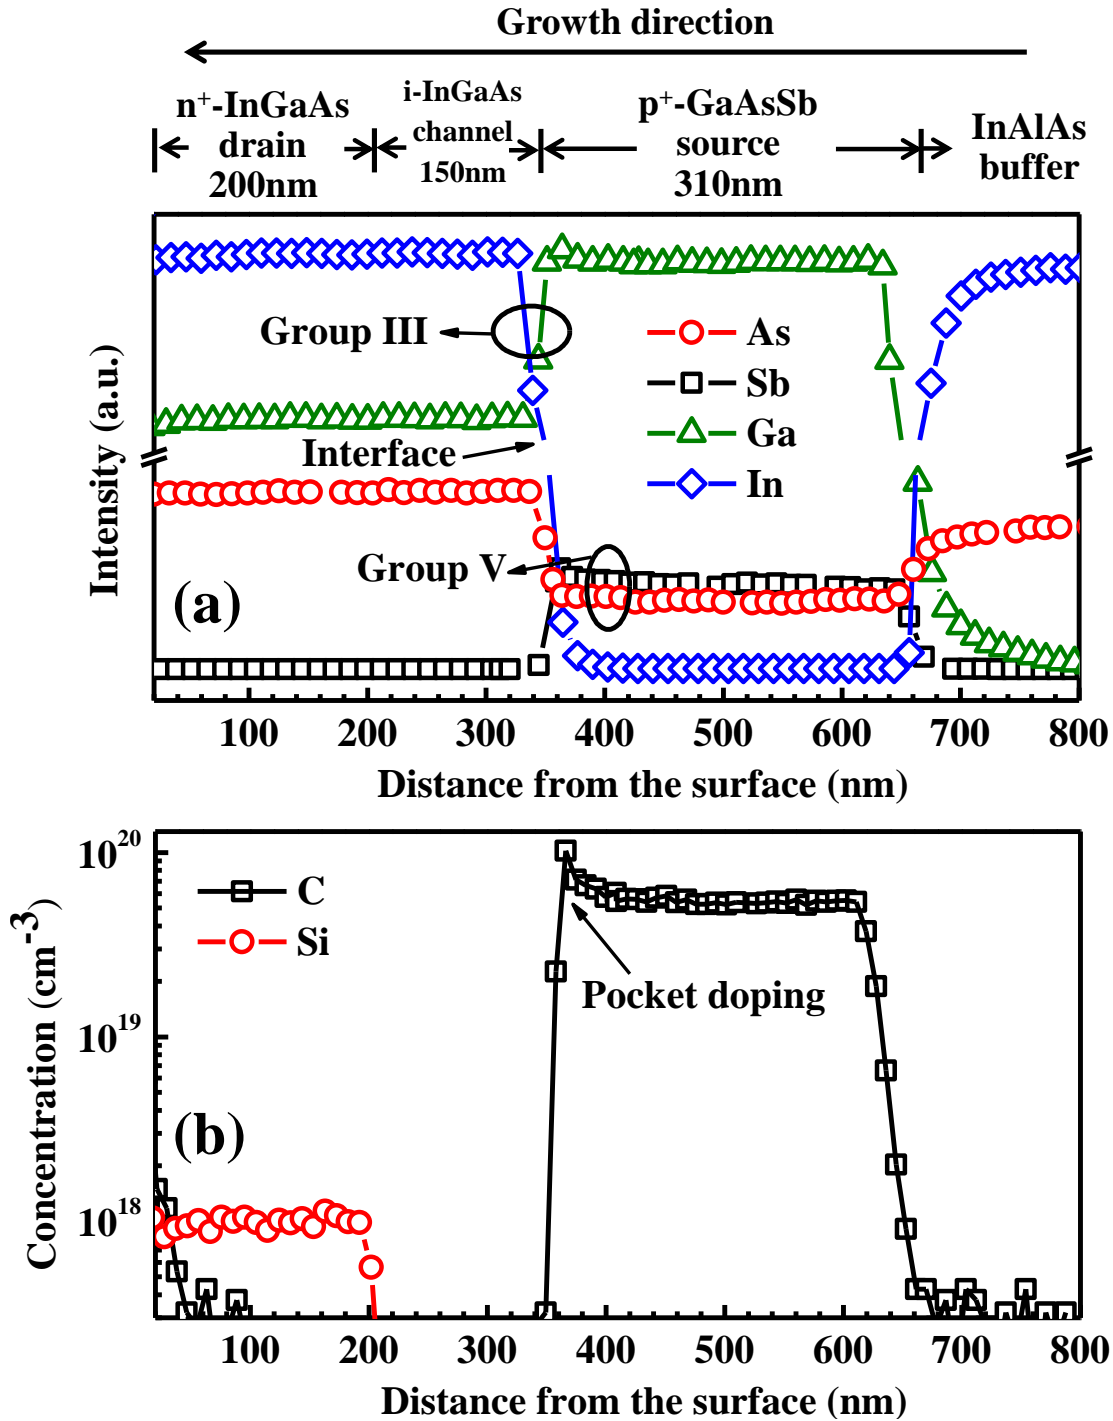 Growth direction
n⁺-InGaAs
drain
200nm
i-InGaAs
channel
150nm
p⁺-GaAsSb
source
310nm
InAlAs
buffer
Group III
Interface
Group V
As
Sb
Ga
In
(a)
Intensity (a.u.)
100 200 300 400 500 600 700 800
Distance from the surface (nm)
10²⁰
10¹⁹
10¹⁸
C
Si
Pocket doping
(b)
Concentration (cm⁻³)
100 200 300 400 500 600 700 800
Distance from the surface (nm)